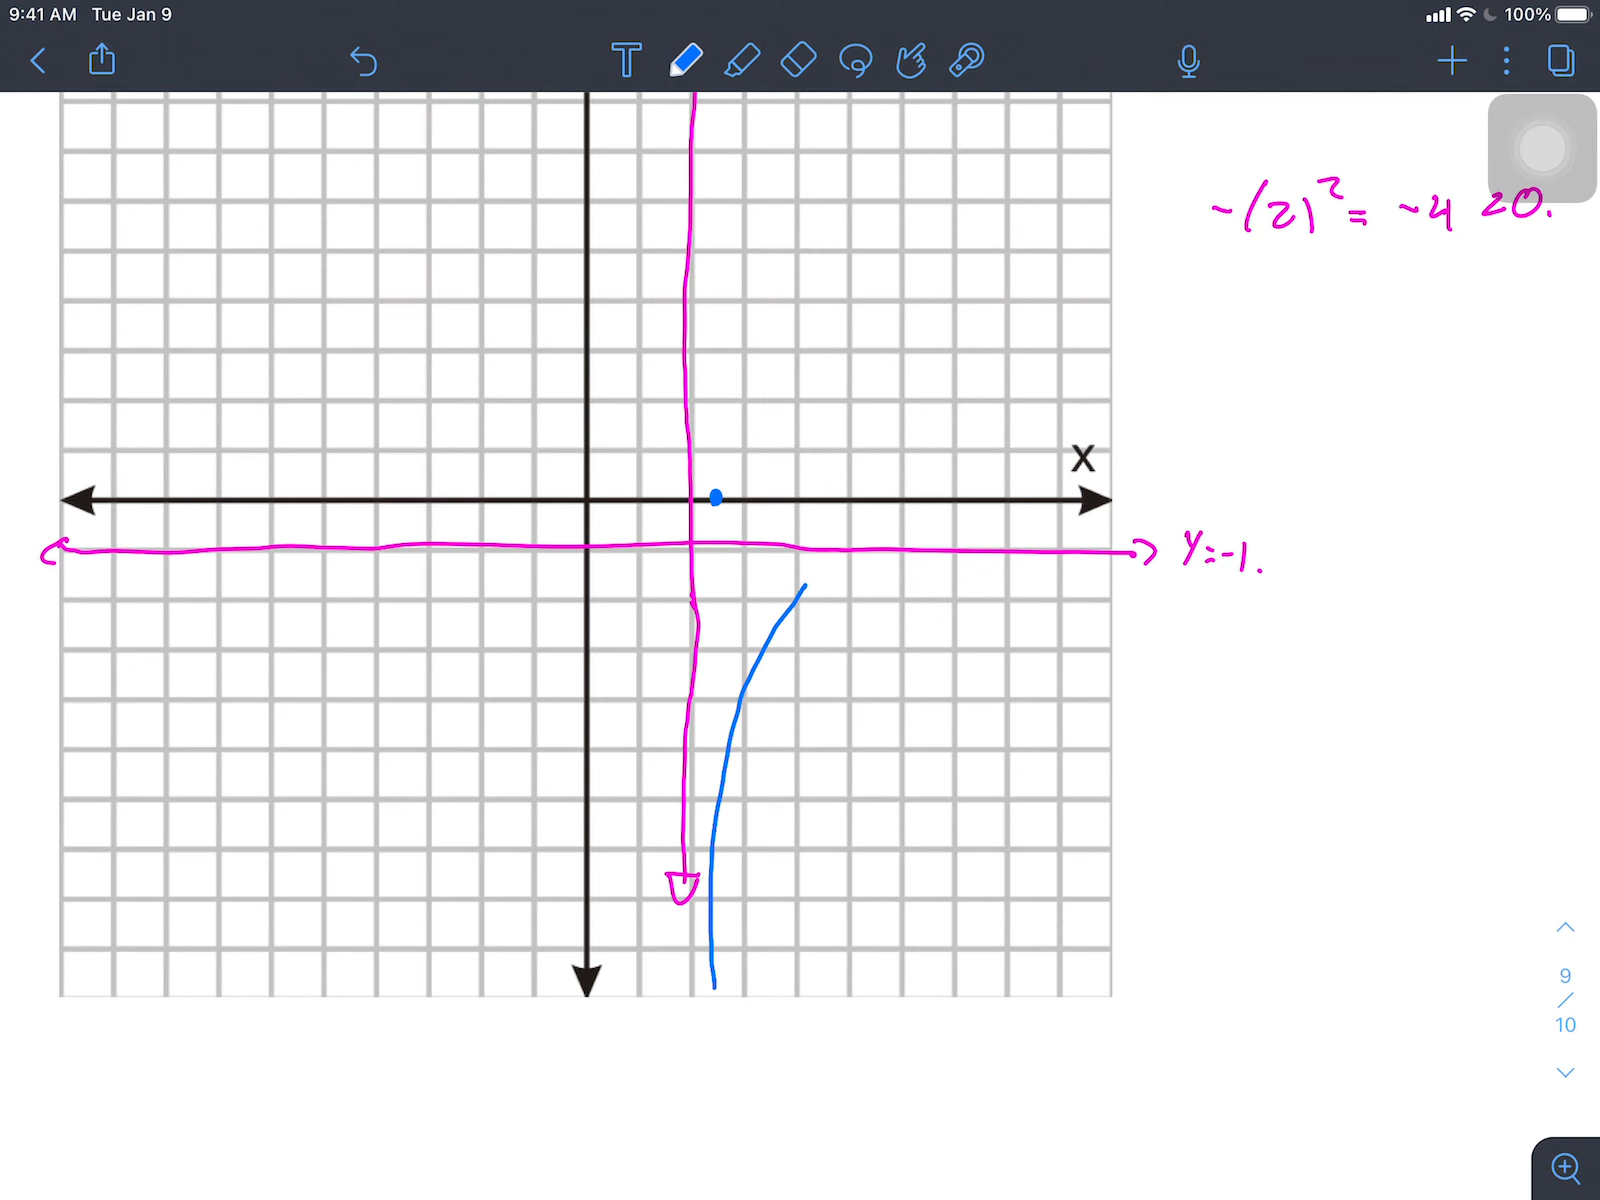 9:41 AM Tue Jan 9
100%
T
-(2)² = -4 <0.
X
y=-1.
9
/
10